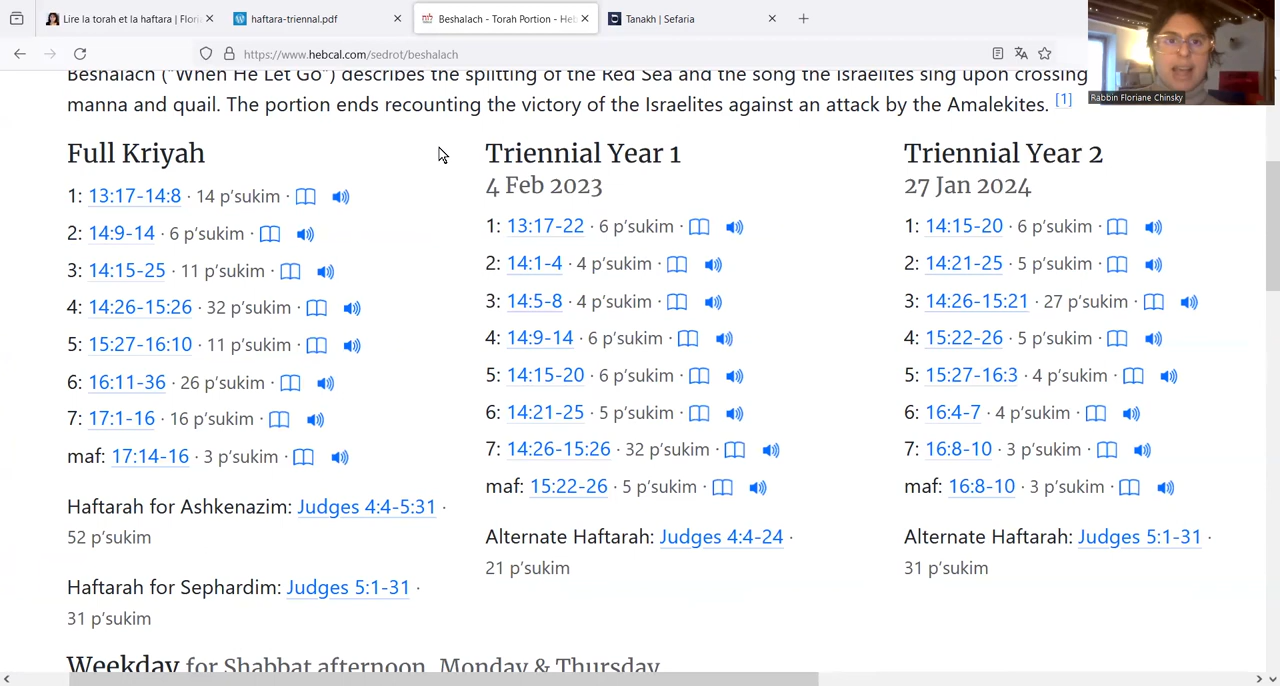 Lire la torah et la haftara | Flori
haftara-triennal.pdf
Beshalach - Torah Portion - He
Tanakh | Sefaria
https://www.hebcal.com/sedrot/beshalach
Rabbin Floriane Chinsky
Beshalach ("When He Let Go") describes the splitting of the Red Sea and the song the Israelites sing upon crossing
manna and quail. The portion ends recounting the victory of the Israelites against an attack by the Amalekites. [1]
Full Kriyah
1: 13:17-14:8 · 14 p'sukim ·
2: 14:9-14 · 6 p'sukim ·
3: 14:15-25 · 11 p'sukim ·
4: 14:26-15:26 · 32 p'sukim ·
5: 15:27-16:10 · 11 p'sukim ·
6: 16:11-36 · 26 p'sukim ·
7: 17:1-16 · 16 p'sukim ·
maf: 17:14-16 · 3 p'sukim ·
Haftarah for Ashkenazim: Judges 4:4-5:31 ·
52 p'sukim
Haftarah for Sephardim: Judges 5:1-31 ·
31 p'sukim
Triennial Year 1
4 Feb 2023
1: 13:17-22 · 6 p'sukim ·
2: 14:1-4 · 4 p'sukim ·
3: 14:5-8 · 4 p'sukim ·
4: 14:9-14 · 6 p'sukim ·
5: 14:15-20 · 6 p'sukim ·
6: 14:21-25 · 5 p'sukim ·
7: 14:26-15:26 · 32 p'sukim ·
maf: 15:22-26 · 5 p'sukim ·
Alternate Haftarah: Judges 4:4-24 ·
21 p'sukim
Triennial Year 2
27 Jan 2024
1: 14:15-20 · 6 p'sukim ·
2: 14:21-25 · 5 p'sukim ·
3: 14:26-15:21 · 27 p'sukim ·
4: 15:22-26 · 5 p'sukim ·
5: 15:27-16:3 · 4 p'sukim ·
6: 16:4-7 · 4 p'sukim ·
7: 16:8-10 · 3 p'sukim ·
maf: 16:8-10 · 3 p'sukim ·
Alternate Haftarah: Judges 5:1-31 ·
31 p'sukim
Weekday for Shabbat afternoon, Monday & Thursday